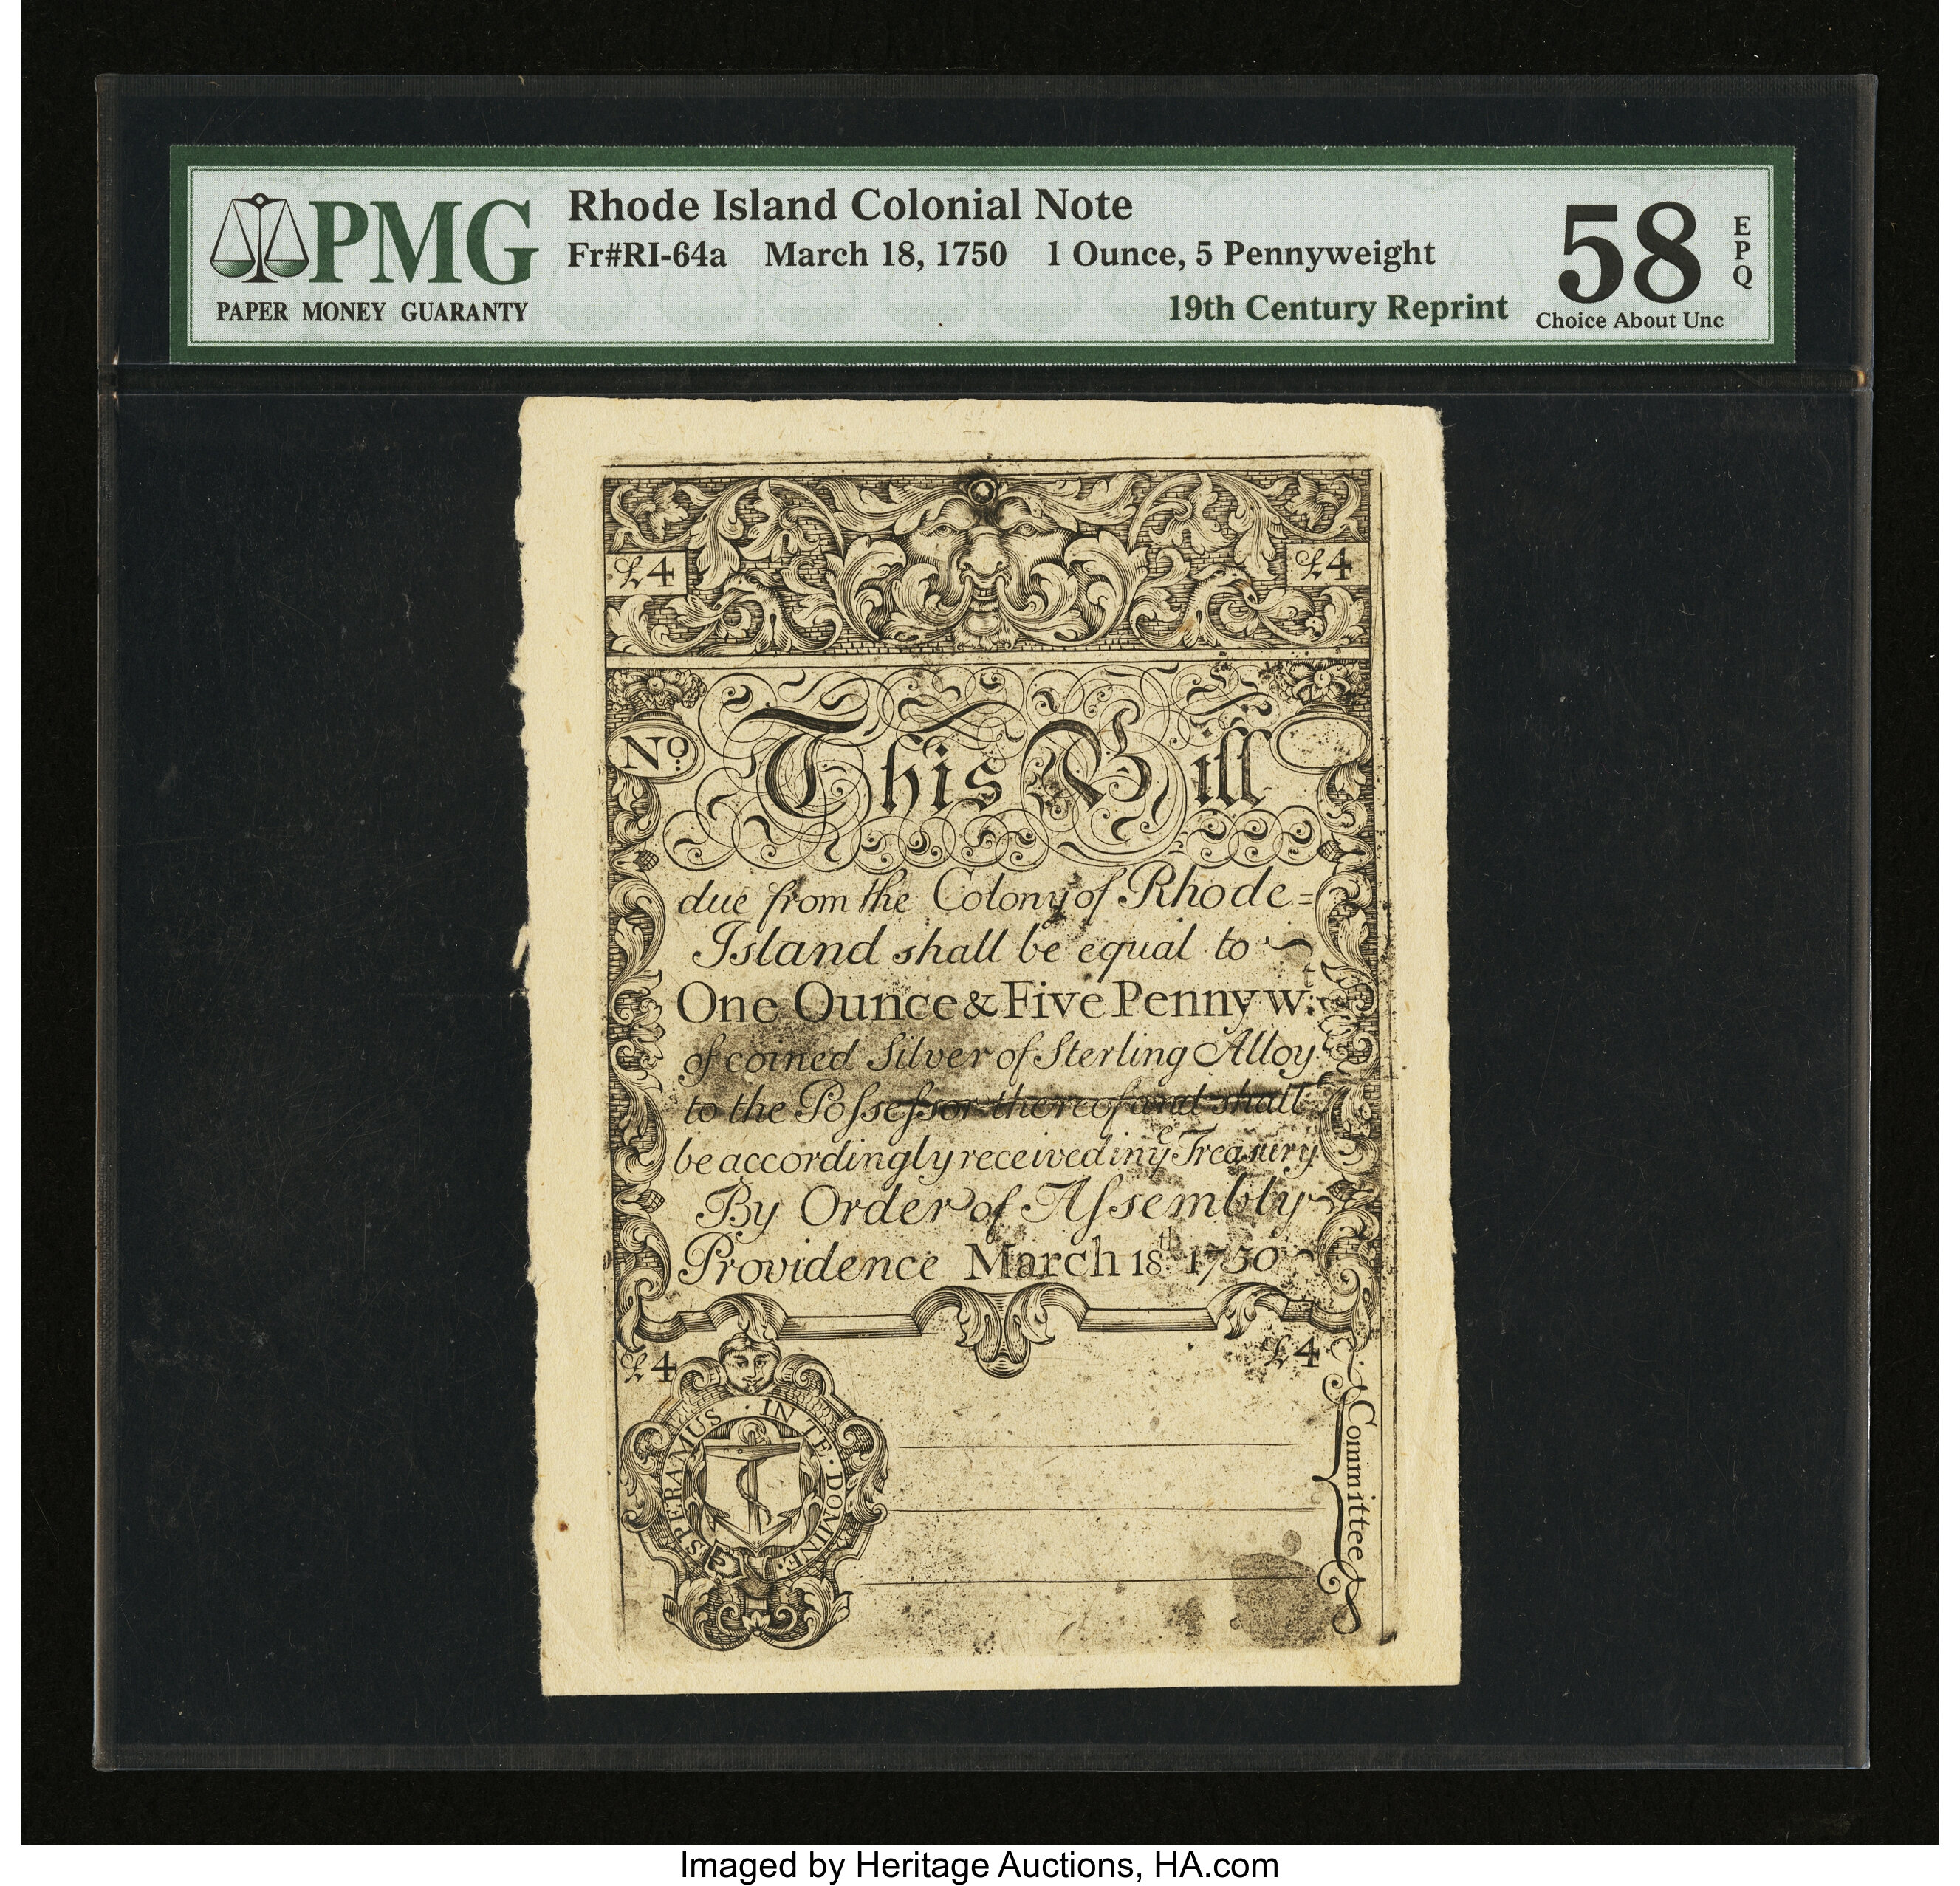 PMG
PAPER MONEY GUARANTY
Rhode Island Colonial Note
Fr#RI-64a March 18, 1750 1 Ounce, 5 Pennyweight
19th Century Reprint
58
EPQ
Choice About Unc
£4 £4
No. This Bill
due from the Colony of Rhode=
Island shall be equal to
One Ounce & Five Penny wt.
of coined Silver of Sterling Alloy
to the Possessor thereof and shall
be accordingly received in ye Treasury.
By Order of Assembly
Providence March 18th. 1750
£4 £4
IN TE DOMINE SPERAMUS
Committee
Imaged by Heritage Auctions, HA.com